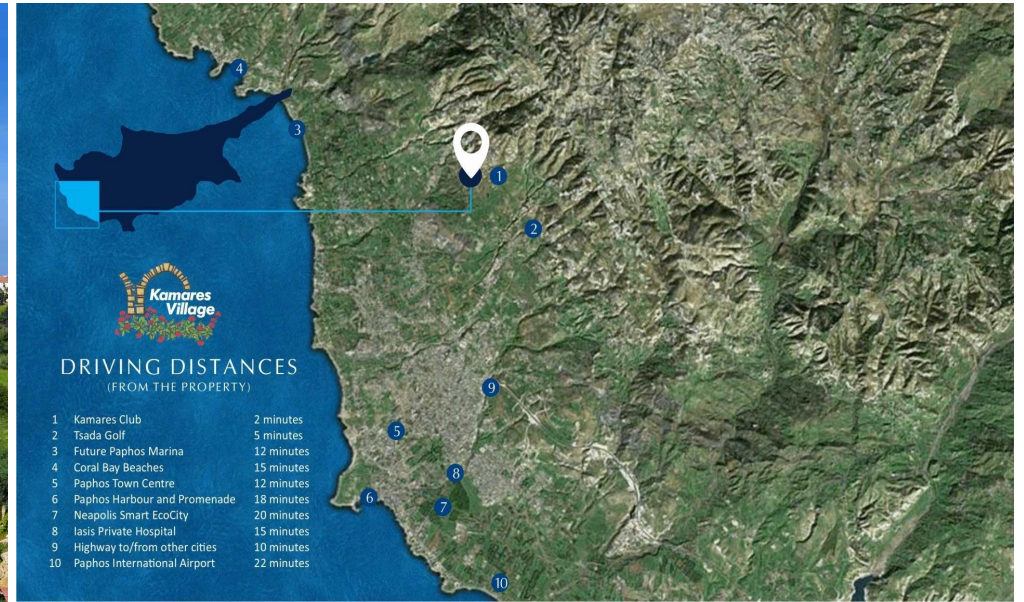 4
3
1
2
Kamares
Village
DRIVING DISTANCES
(FROM THE PROPERTY)
1 Kamares Club 2 minutes
2 Tsada Golf 5 minutes
3 Future Paphos Marina 12 minutes
4 Coral Bay Beaches 15 minutes
5 Paphos Town Centre 12 minutes
6 Paphos Harbour and Promenade 18 minutes
7 Neapolis Smart EcoCity 20 minutes
8 Iasis Private Hospital 15 minutes
9 Highway to/from other cities 10 minutes
10 Paphos International Airport 22 minutes
9
5
8
6
7
10